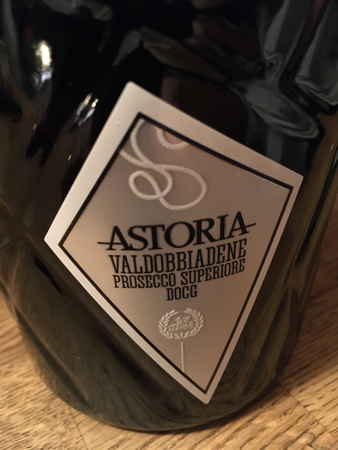 ASTORIA
VALDOBBIADENE
PROSECCO SUPERIORE
DOCG